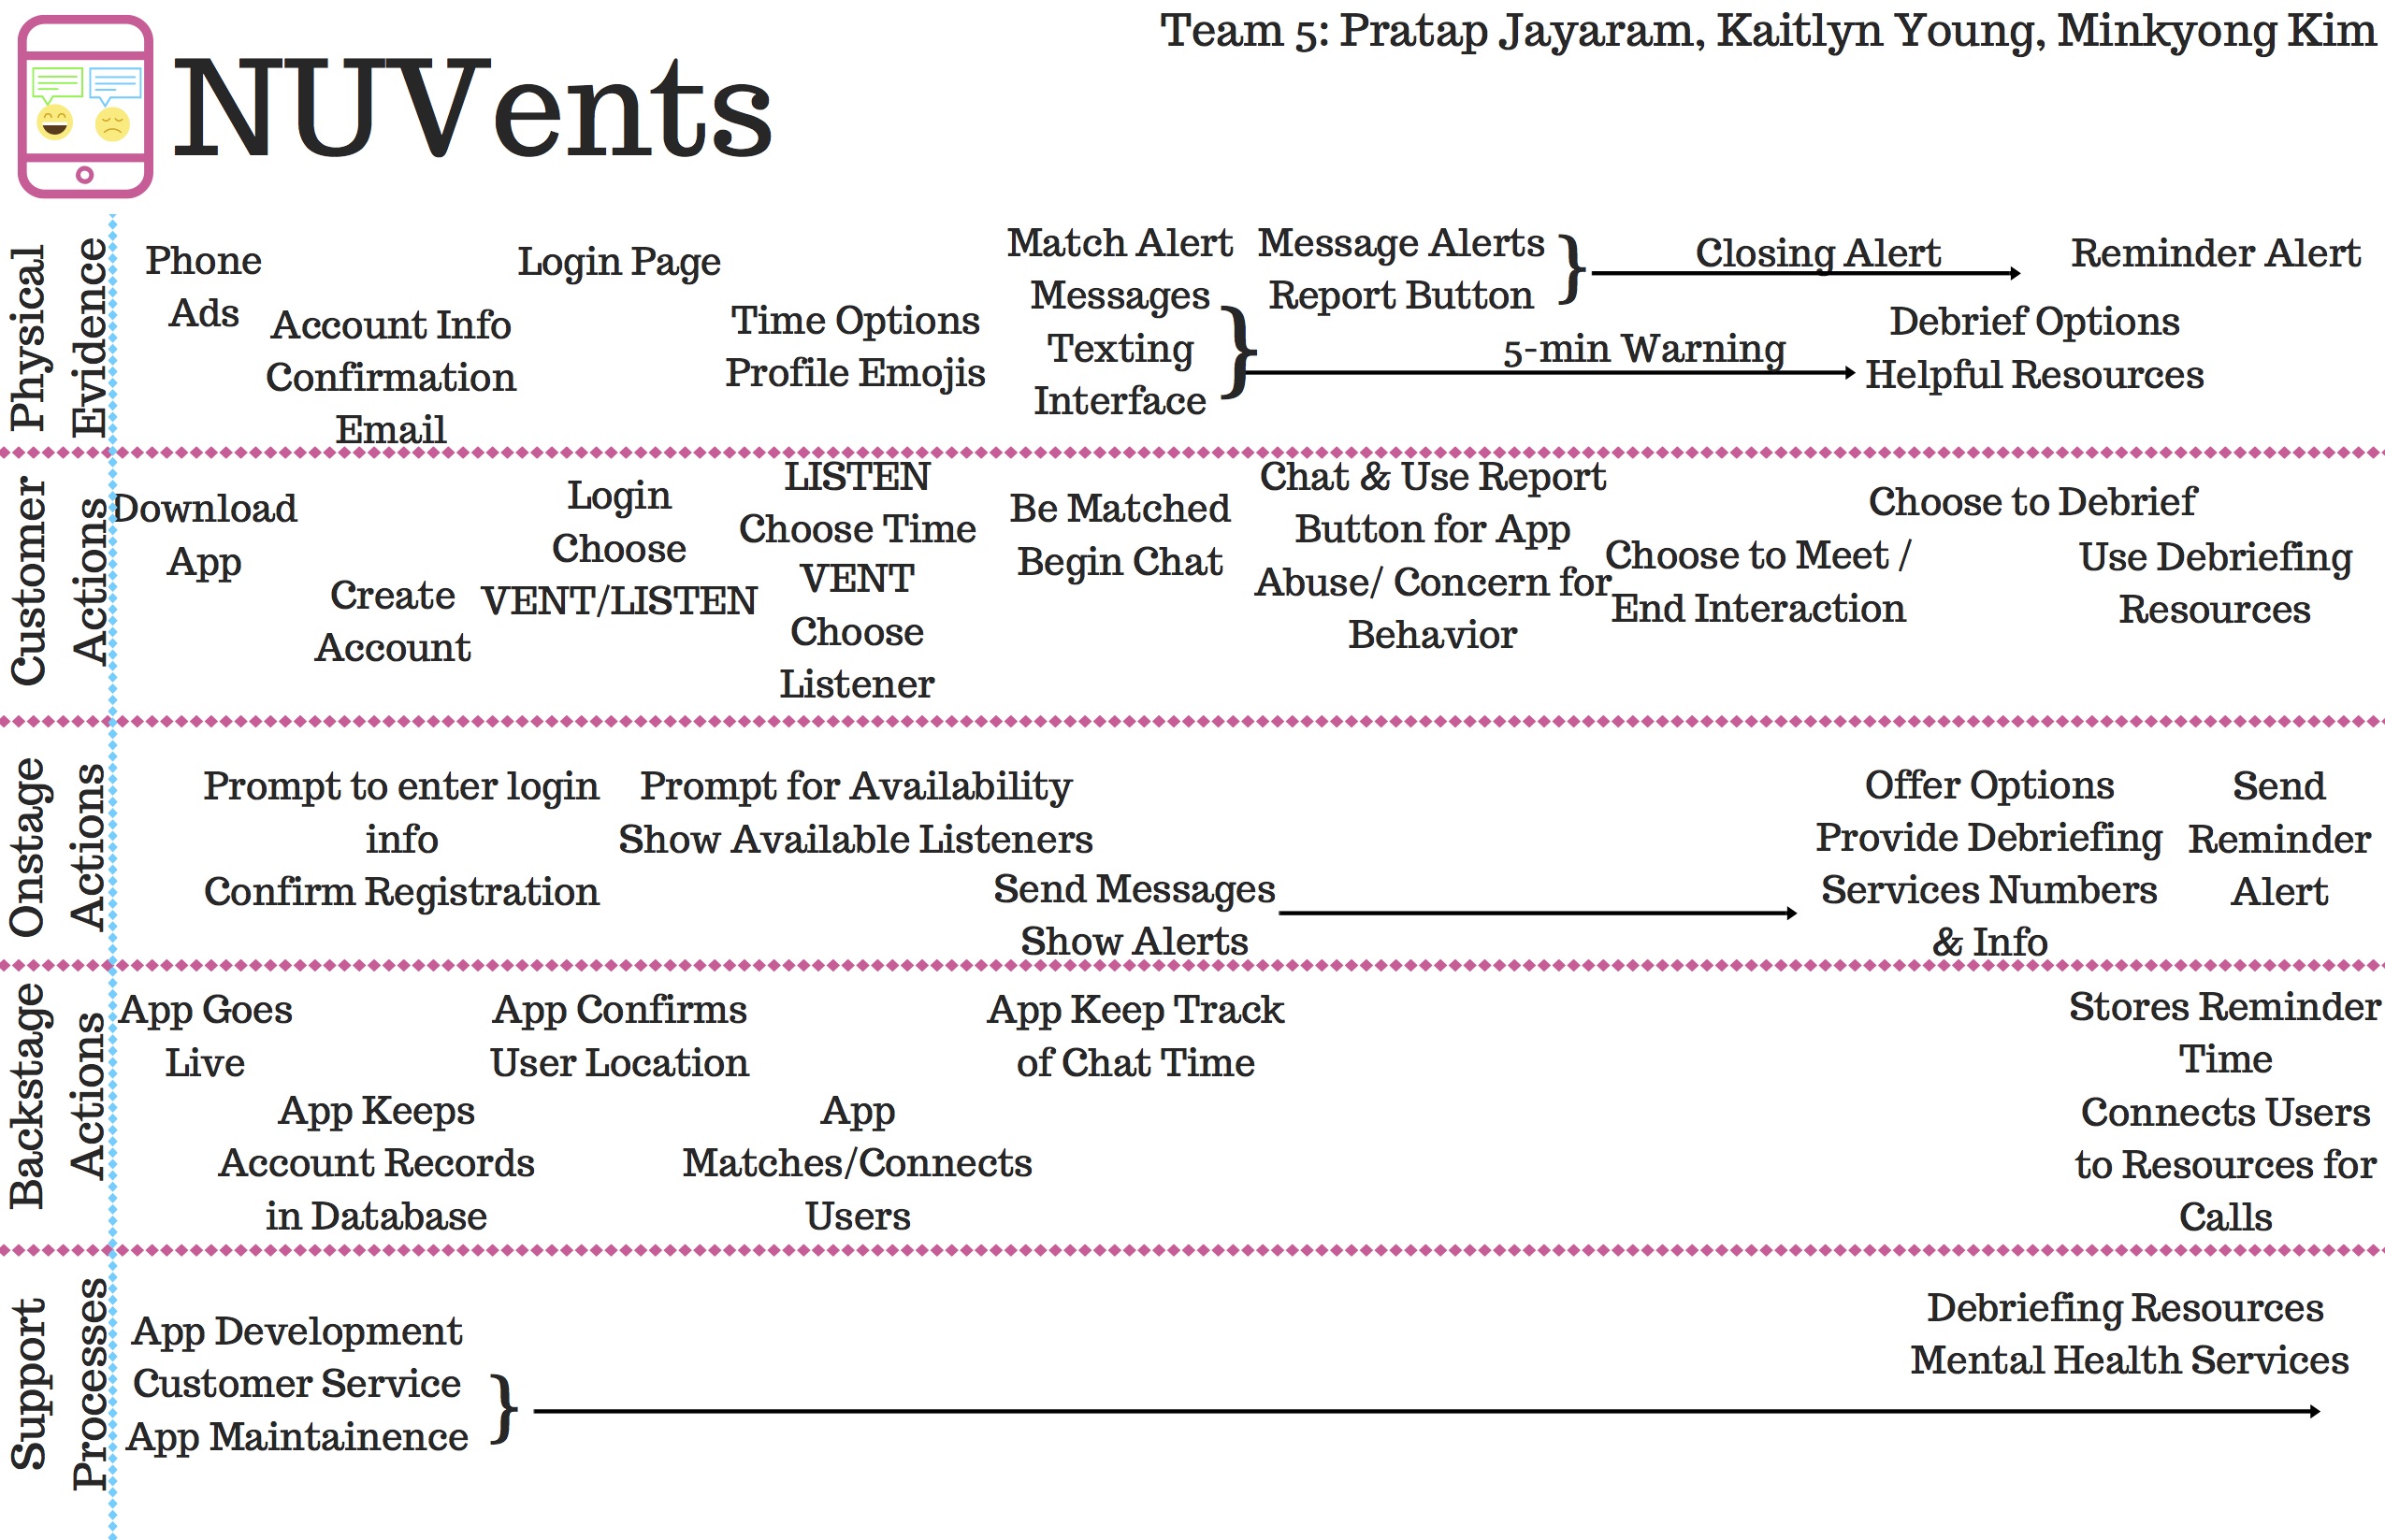 Team 5: Pratap Jayaram, Kaitlyn Young, Minkyong Kim
NUVents
Physical
Evidence
Phone
Ads
Account Info
Confirmation
Email
Login Page
Time Options
Profile Emojis
Match Alert
Messages
Texting
Interface
}
Message Alerts
Report Button
}
Closing Alert
5-min Warning
Reminder Alert
Debrief Options
Helpful Resources
Customer
Actions
Download
App
Create
Account
Login
Choose
VENT/LISTEN
LISTEN
Choose Time
VENT
Choose
Listener
Be Matched
Begin Chat
Chat & Use Report
Button for App
Abuse/ Concern for
Behavior
Choose to Meet /
End Interaction
Choose to Debrief
Use Debriefing
Resources
Onstage
Actions
Prompt to enter login
info
Confirm Registration
Prompt for Availability
Show Available Listeners
Send Messages
Show Alerts
Offer Options
Provide Debriefing
Services Numbers
& Info
Send
Reminder
Alert
Backstage
Actions
App Goes
Live
App Keeps
Account Records
in Database
App Confirms
User Location
App
Matches/Connects
Users
App Keep Track
of Chat Time
Stores Reminder
Time
Connects Users
to Resources for
Calls
Support
Processes
App Development
Customer Service
App Maintainence
}
Debriefing Resources
Mental Health Services